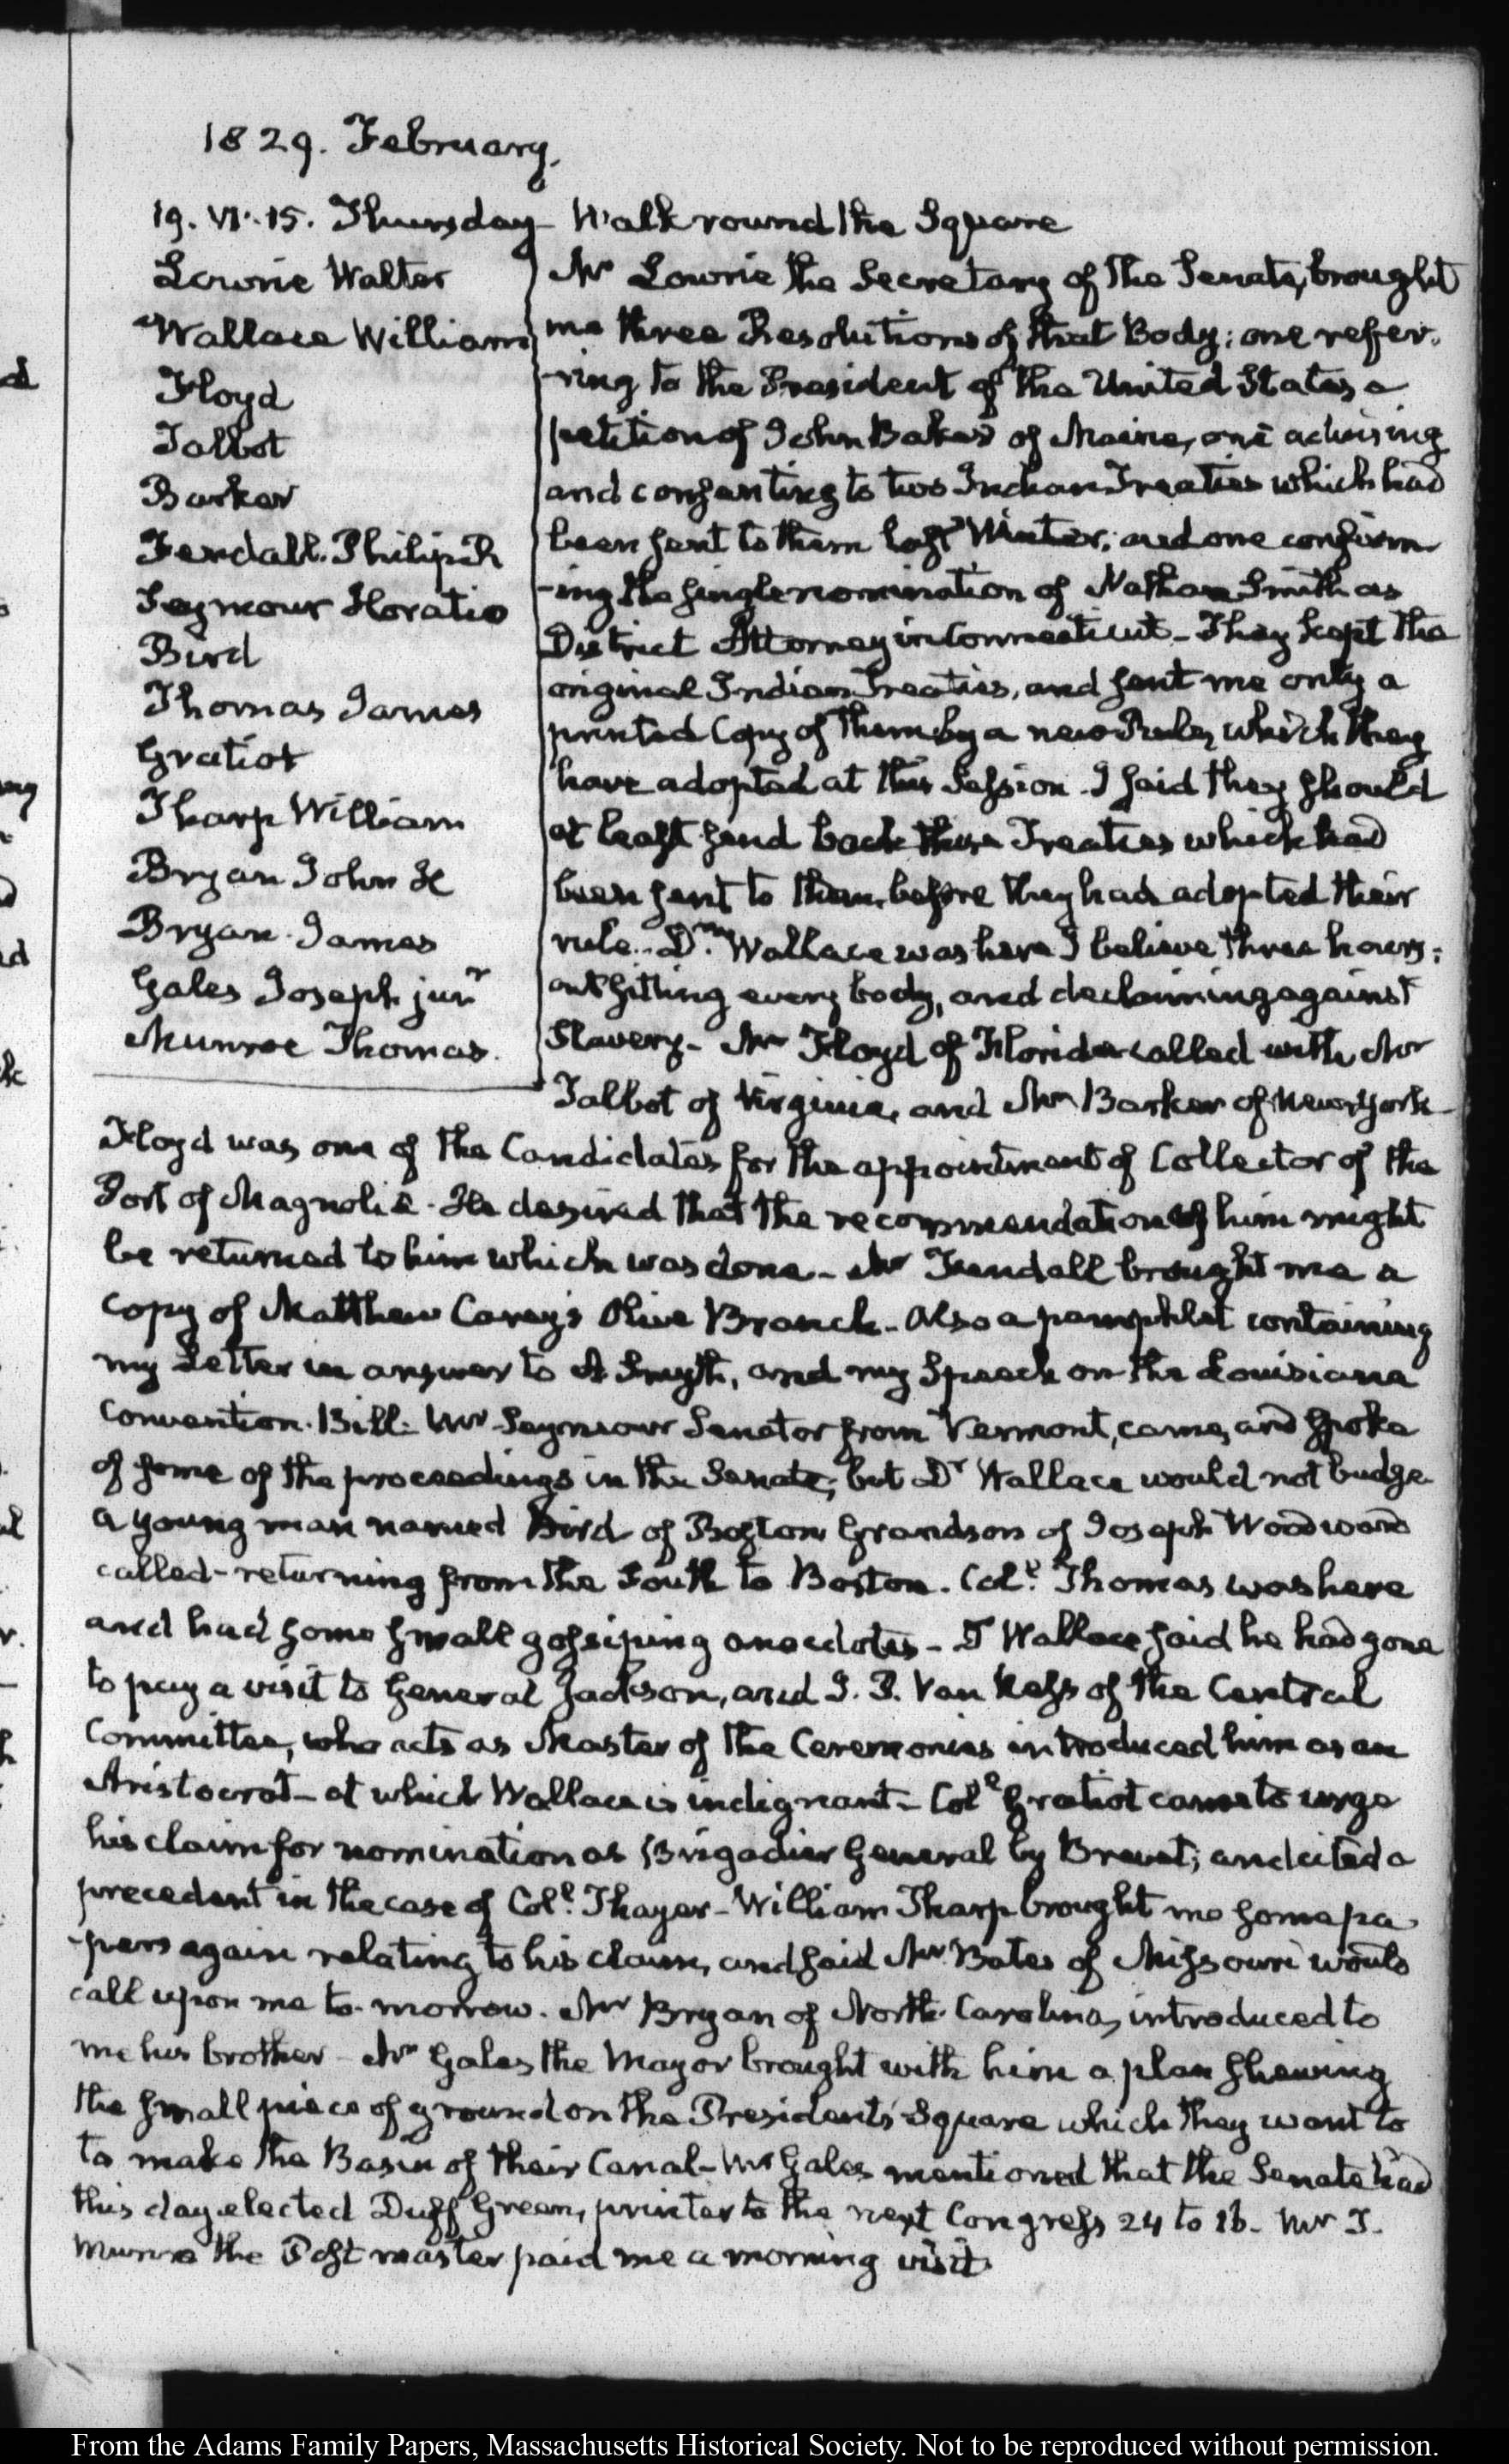 1829. February.
19. VI.15. Thursday – Walk round the Square
Lowrie Walter
Wallace William
Floyd
Talbot
Barker
Fendall. Philip R
Seymour Horatio
Bird
Thomas James
Gratiot
Tharp William
Bryan John H
Bryan. James
Gales Joseph junr
Munroe Thomas.
Mr Lowrie the Secretary of the Senate, brought
me three Resolutions of that Body; one refer-
-ring to the President of the United States a
petition of John Baker of Maine, one advising
and consenting to two Indian Treaties which had
been sent to them last Winter; and one confirm
-ing the single nomination of Nathan Smith as
District Attorney in Connecticut – They kept the
original Indian Treaties, and sent me only a
printed Copy of them by a new Rule, which they
have adopted at this Session. I said they should
at least send back those Treaties which had
been sent to them, before they had adopted their
rule. Dr. Wallace was here I believe three hours;
outsitting every body, and declaiming against
Slavery – Mr Floyd of Florida called with Mr
Talbot of Virginia, and Mr Barker of New York –
Floyd was one of the Candidates for the appointment of Collector of the
Port of Magnolia. He desired that the recommendation of him might
be returned to him which was done – Mr Fendall brought me a
Copy of Matthew Carey's Olive Branch – Also a pamphlet containing
my Letter in answer to A Smyth, and my Speech on the Louisiana
Convention. Bill. Mr Seymour Senator from Vermont, came, and spoke
of some of the proceedings in the Senate; but Dr Wallace would not budge
a young man named Bird of Boston Grandson of Joseph Woodward
called – returning from the South to Boston. Coll. Thomas was here
and had some small gossiping anecdotes – Wallace said he had gone
to pay a visit to General Jackson, and J. P. Van Ness of the Central
Committee, who acts as Master of the Ceremonies introduced him as an
Aristocrat – at which Wallace is indignant – Coll Gratiot came to urge
his claim for nomination as Brigadier General by Brevet; and cited a
precedent in the case of Coll. Thayer – William Tharp brought me some pa-
-pers again relating to his claim, and said Mr Bates of Missouri would
call upon me to-morrow. Mr Bryan of North-Carolina, introduced to
me his brother – Mr Gales the Mayor brought with him a plan shewing
the small piece of ground on the Presidents' Square which they want to
to make the Basin of their Canal – Mr Gales mentioned that the Senate had
this day elected Duff Green, printer to the next Congress 24 to 16. Mr T.
Munroe the Postmaster paid me a morning visit.
From the Adams Family Papers, Massachusetts Historical Society. Not to be reproduced without permission.